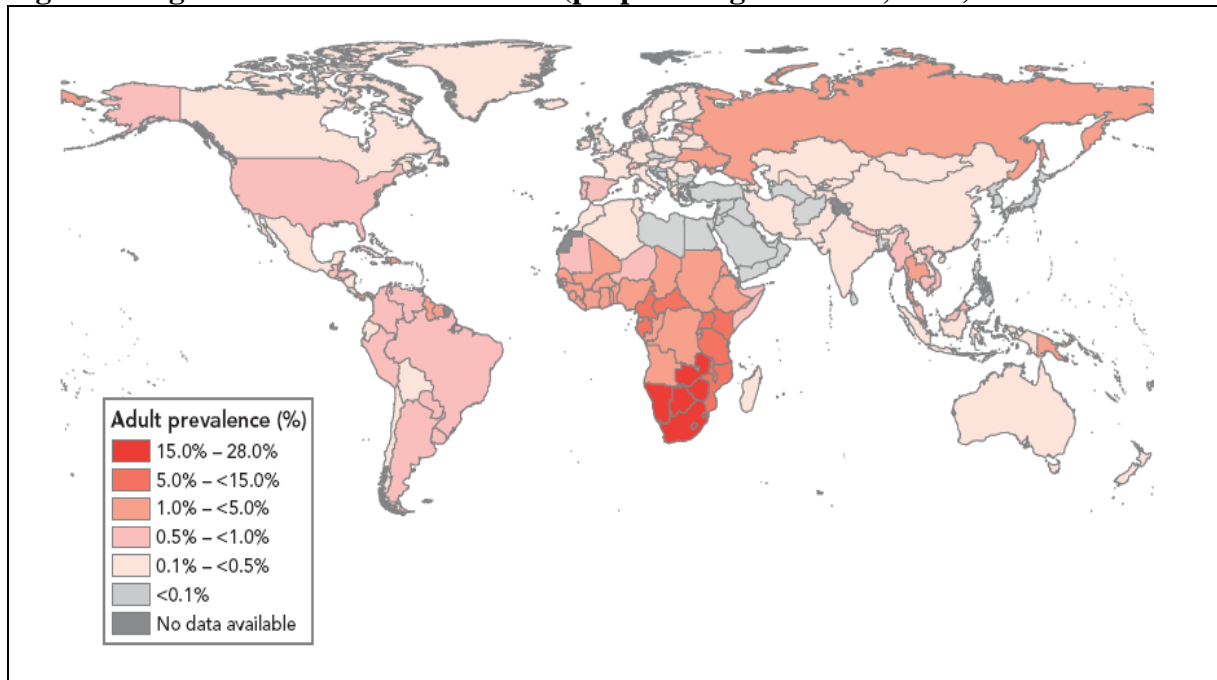 Adult prevalence (%)
15.0% – 28.0%
5.0% – <15.0%
1.0% – <5.0%
0.5% – <1.0%
0.1% – <0.5%
<0.1%
No data available